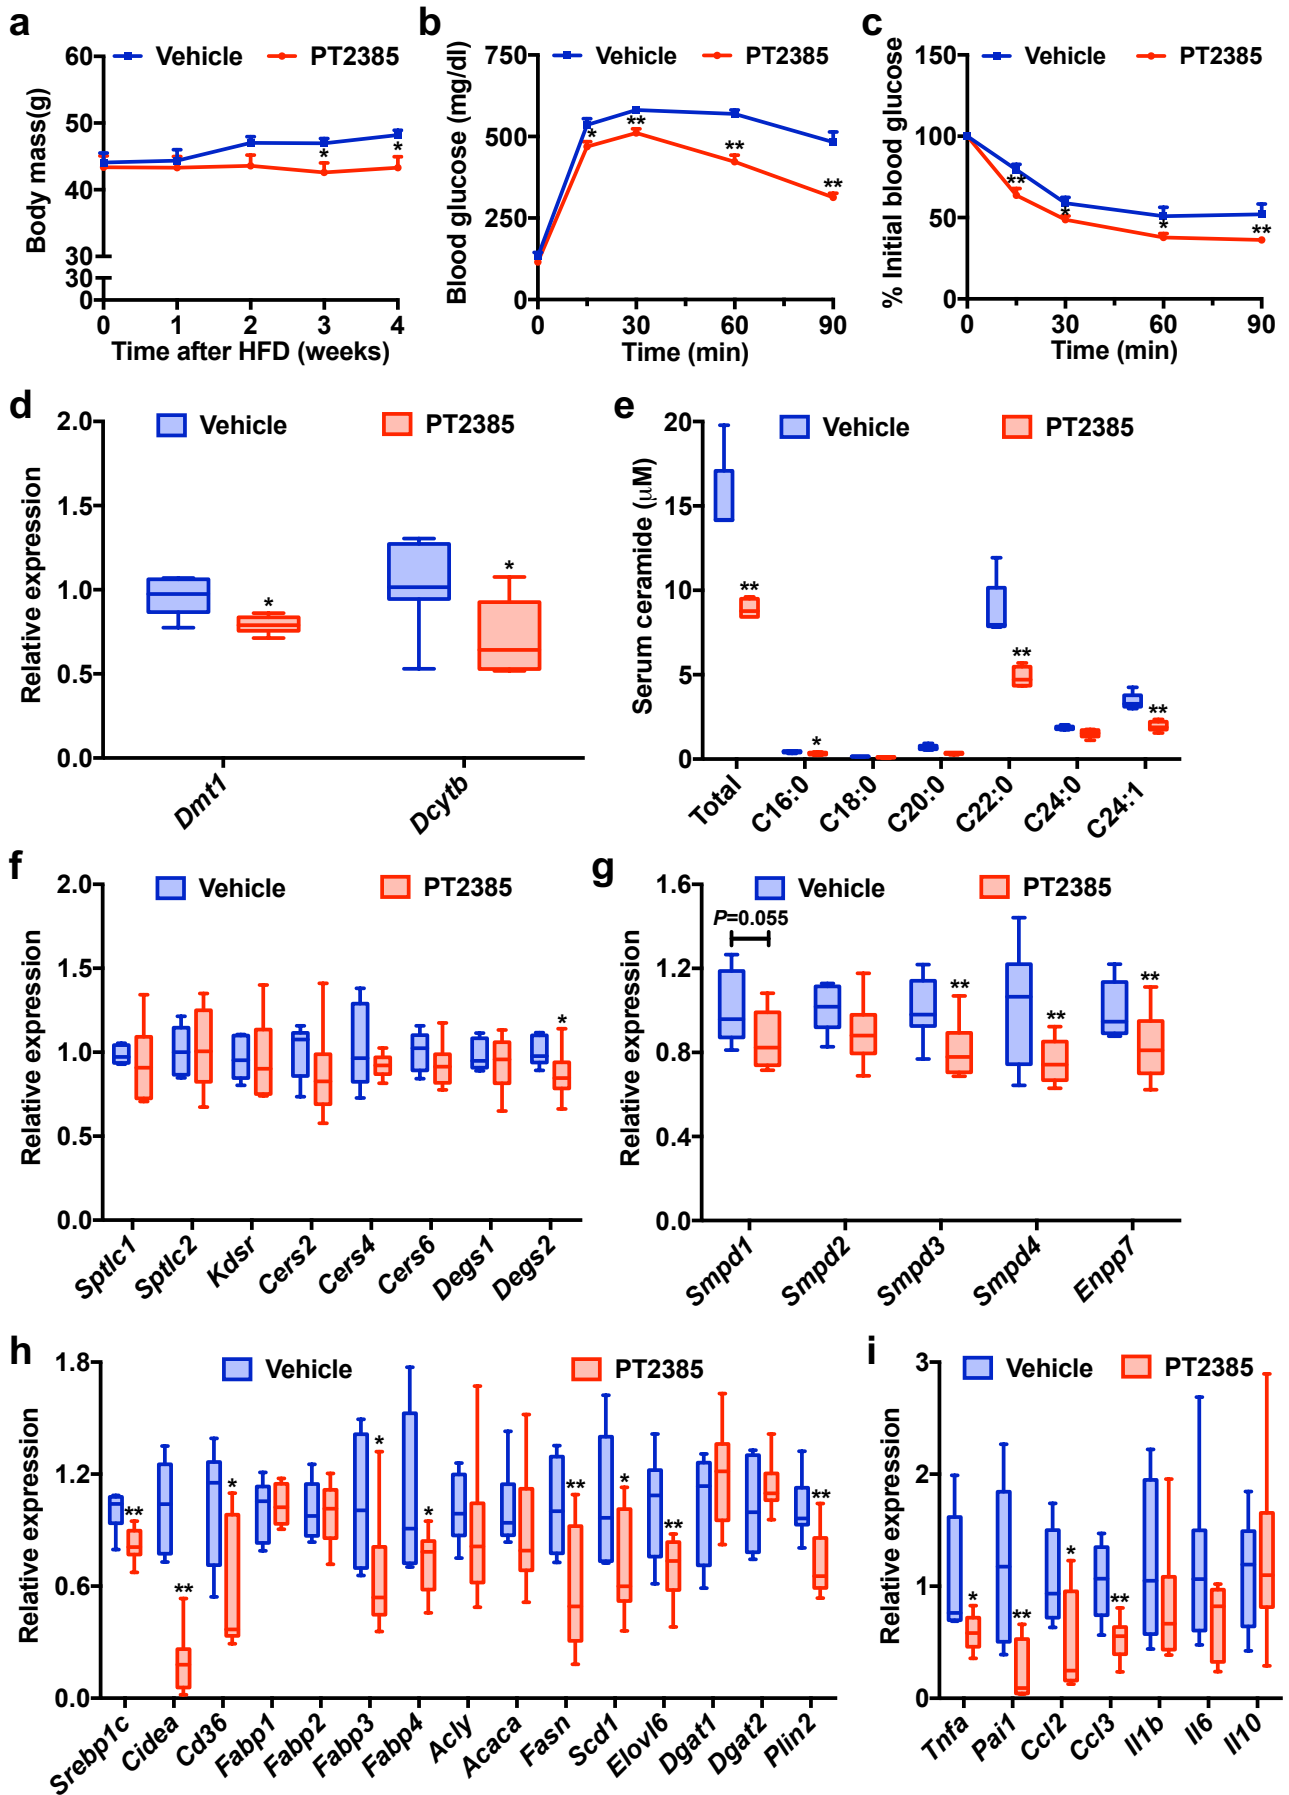 a
Vehicle PT2385
Body mass(g)
60
50
40
30
30
0
0 1 2 3 4
* *
Time after HFD (weeks)
b
Vehicle PT2385
Blood glucose (mg/dl)
750
500
250
0
0 30 60 90
* ** ** **
Time (min)
c
Vehicle PT2385
% Initial blood glucose
150
100
50
0
0 30 60 90
** * * **
Time (min)
d
Vehicle PT2385
Relative expression
2.0
1.5
1.0
0.5
0.0
* *
Dmt1 Dcytb
e
Vehicle PT2385
Serum ceramide (μM)
20
15
10
5
0
** * ** **
Total C16:0 C18:0 C20:0 C22:0 C24:0 C24:1
f
Vehicle PT2385
Relative expression
2.0
1.5
1.0
0.5
0.0
*
Sptlc1 Sptlc2 Kdsr Cers2 Cers4 Cers6 Degs1 Degs2
g
Vehicle PT2385
P=0.055
Relative expression
1.6
1.2
0.8
0.4
0.0
** ** **
Smpd1 Smpd2 Smpd3 Smpd4 Enpp7
h
Vehicle PT2385
Relative expression
1.8
1.2
0.6
0.0
** ** * * * ** * ** **
Srebp1c Cidea Cd36 Fabp1 Fabp2 Fabp3 Fabp4 Acly Acaca Fasn Scd1 Elovl6 Dgat1 Dgat2 Plin2
i
Vehicle PT2385
Relative expression
3
2
1
0
* ** * **
Tnfa Pai1 Ccl2 Ccl3 Il1b Il6 Il10